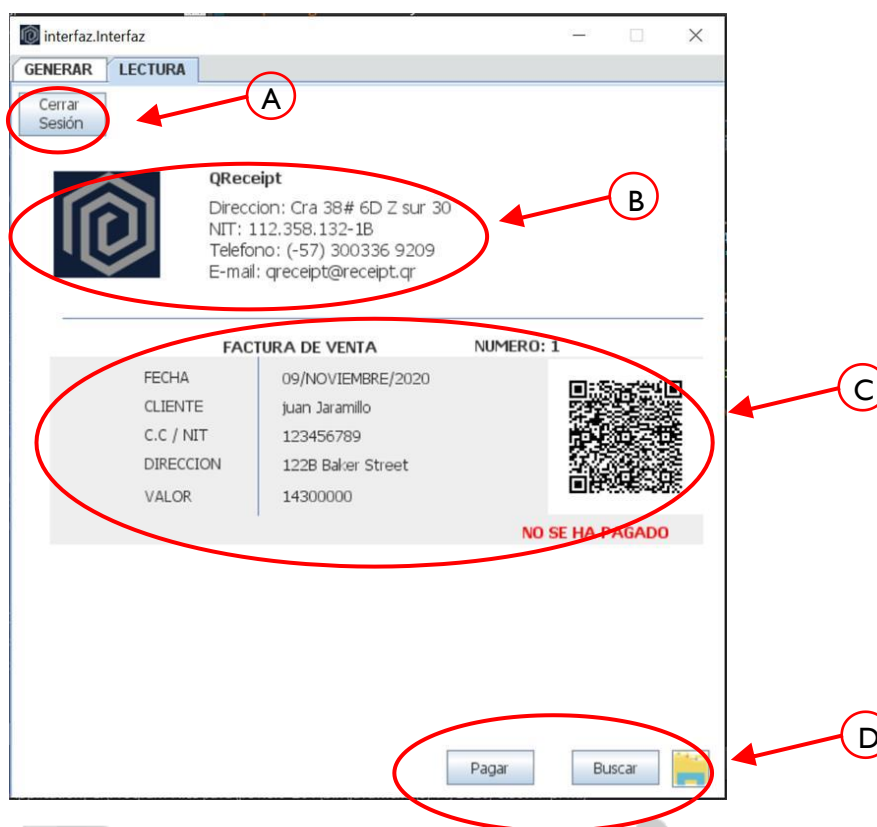 interfaz.Interfaz
GENERAR LECTURA
Cerrar
Sesión
A
QReceipt
Direccion: Cra 38# 6D Z sur 30
NIT: 112.358.132-1B
Telefono: (-57) 300336 9209
E-mail: qreceipt@receipt.qr
B
FACTURA DE VENTA NUMERO: 1
FECHA 09/NOVIEMBRE/2020
CLIENTE juan Jaramillo
C
C.C / NIT 123456789
DIRECCION 122B Baker Street
VALOR 14300000
NO SE HA PAGADO
D
Pagar Buscar